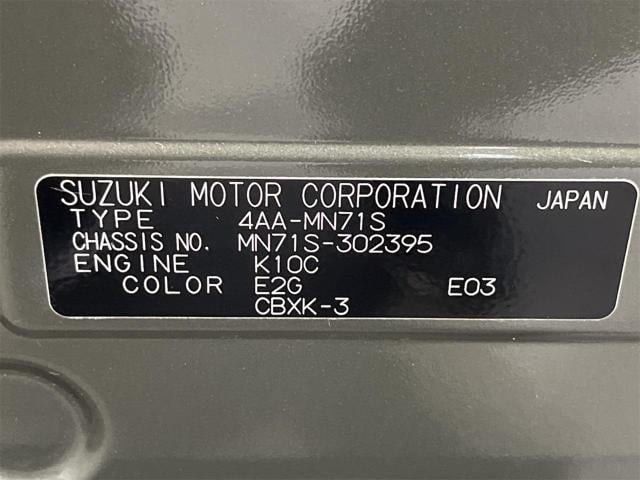 SUZUKI MOTOR CORPORATION JAPAN
TYPE 4AA-MN71S
CHASSIS NO. MN71S-302395
ENGINE K10C
COLOR E2G E03
CBXK-3